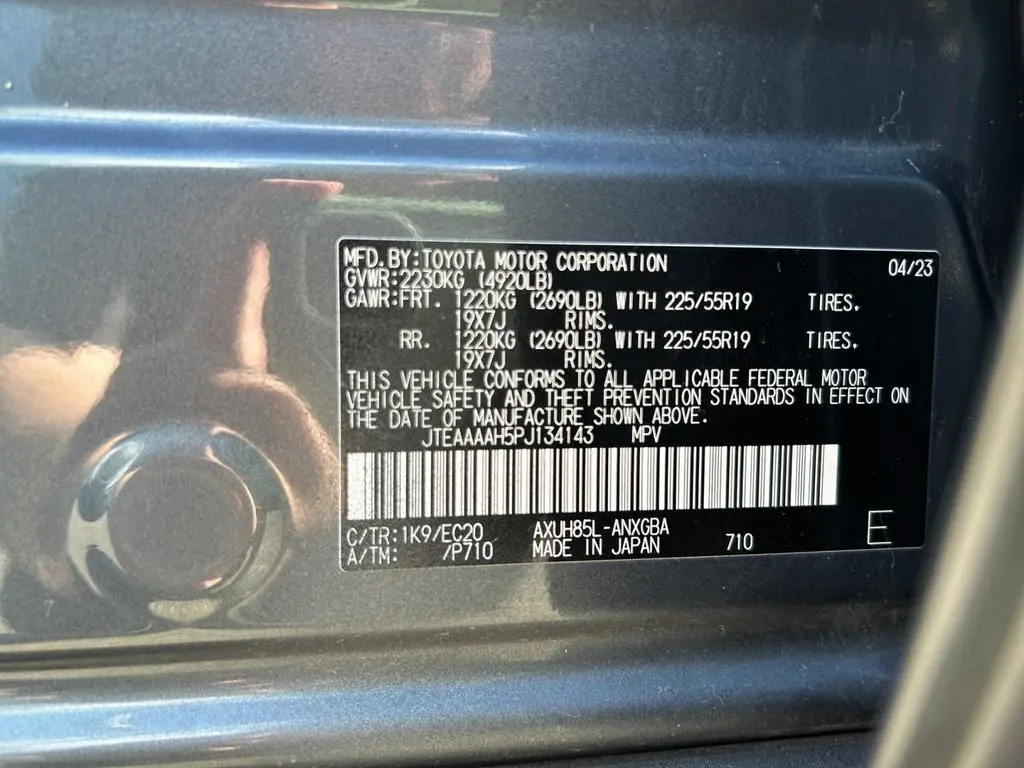 MFD.BY:TOYOTA MOTOR CORPORATION 04/23
GVWR:2230KG (4920LB)
GAWR:FRT. 1220KG (2690LB) WITH 225/55R19 TIRES.
19X7J RIMS.
RR. 1220KG (2690LB) WITH 225/55R19 TIRES.
19X7J RIMS.
THIS VEHICLE CONFORMS TO ALL APPLICABLE FEDERAL MOTOR
VEHICLE SAFETY AND THEFT PREVENTION STANDARDS IN EFFECT ON
THE DATE OF MANUFACTURE SHOWN ABOVE.
JTEAAAAH5PJ134143 MPV
C/TR:1K9/EC20 AXUH85L-ANXGBA
A/TM: /P710 MADE IN JAPAN 710 E